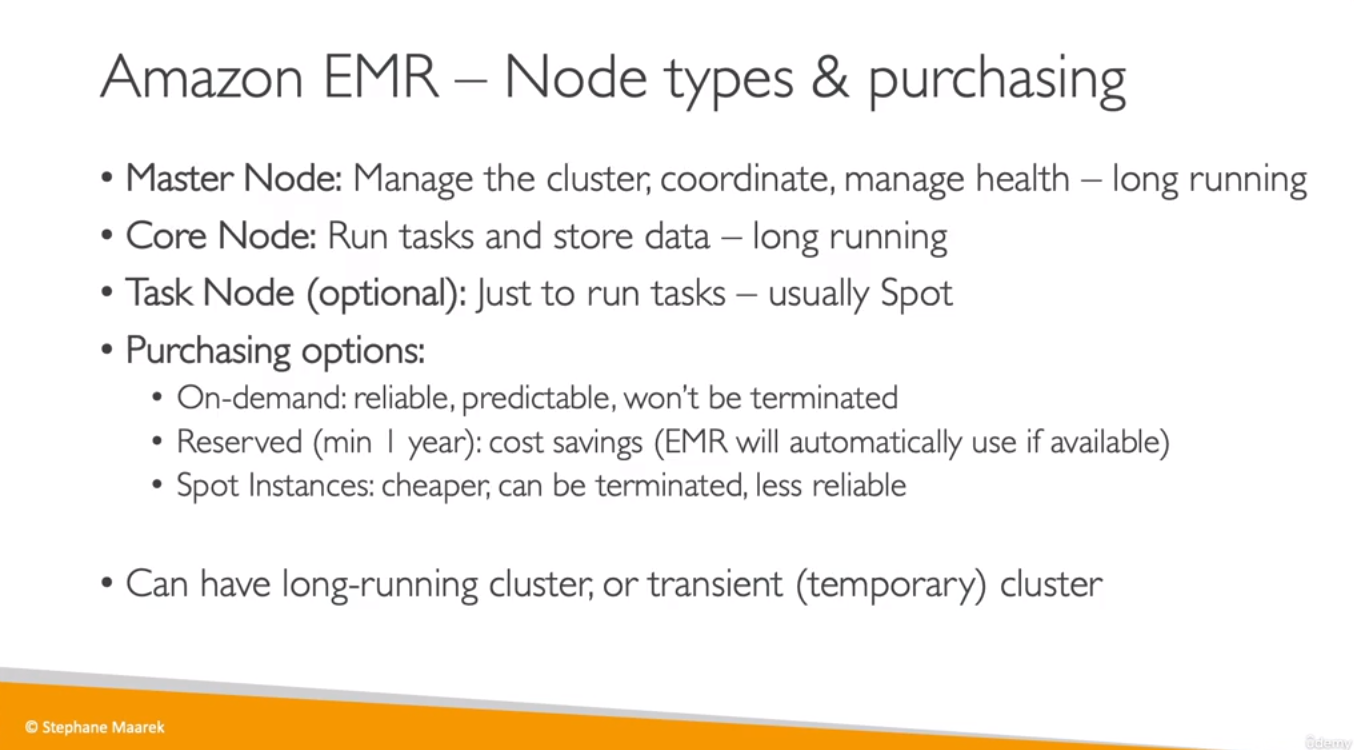 Amazon EMR – Node types & purchasing
• Master Node: Manage the cluster, coordinate, manage health – long running
• Core Node: Run tasks and store data – long running
• Task Node (optional): Just to run tasks – usually Spot
• Purchasing options:
• On-demand: reliable, predictable, won't be terminated
• Reserved (min 1 year): cost savings (EMR will automatically use if available)
• Spot Instances: cheaper, can be terminated, less reliable
• Can have long-running cluster, or transient (temporary) cluster
© Stephane Maarek
ûdemy